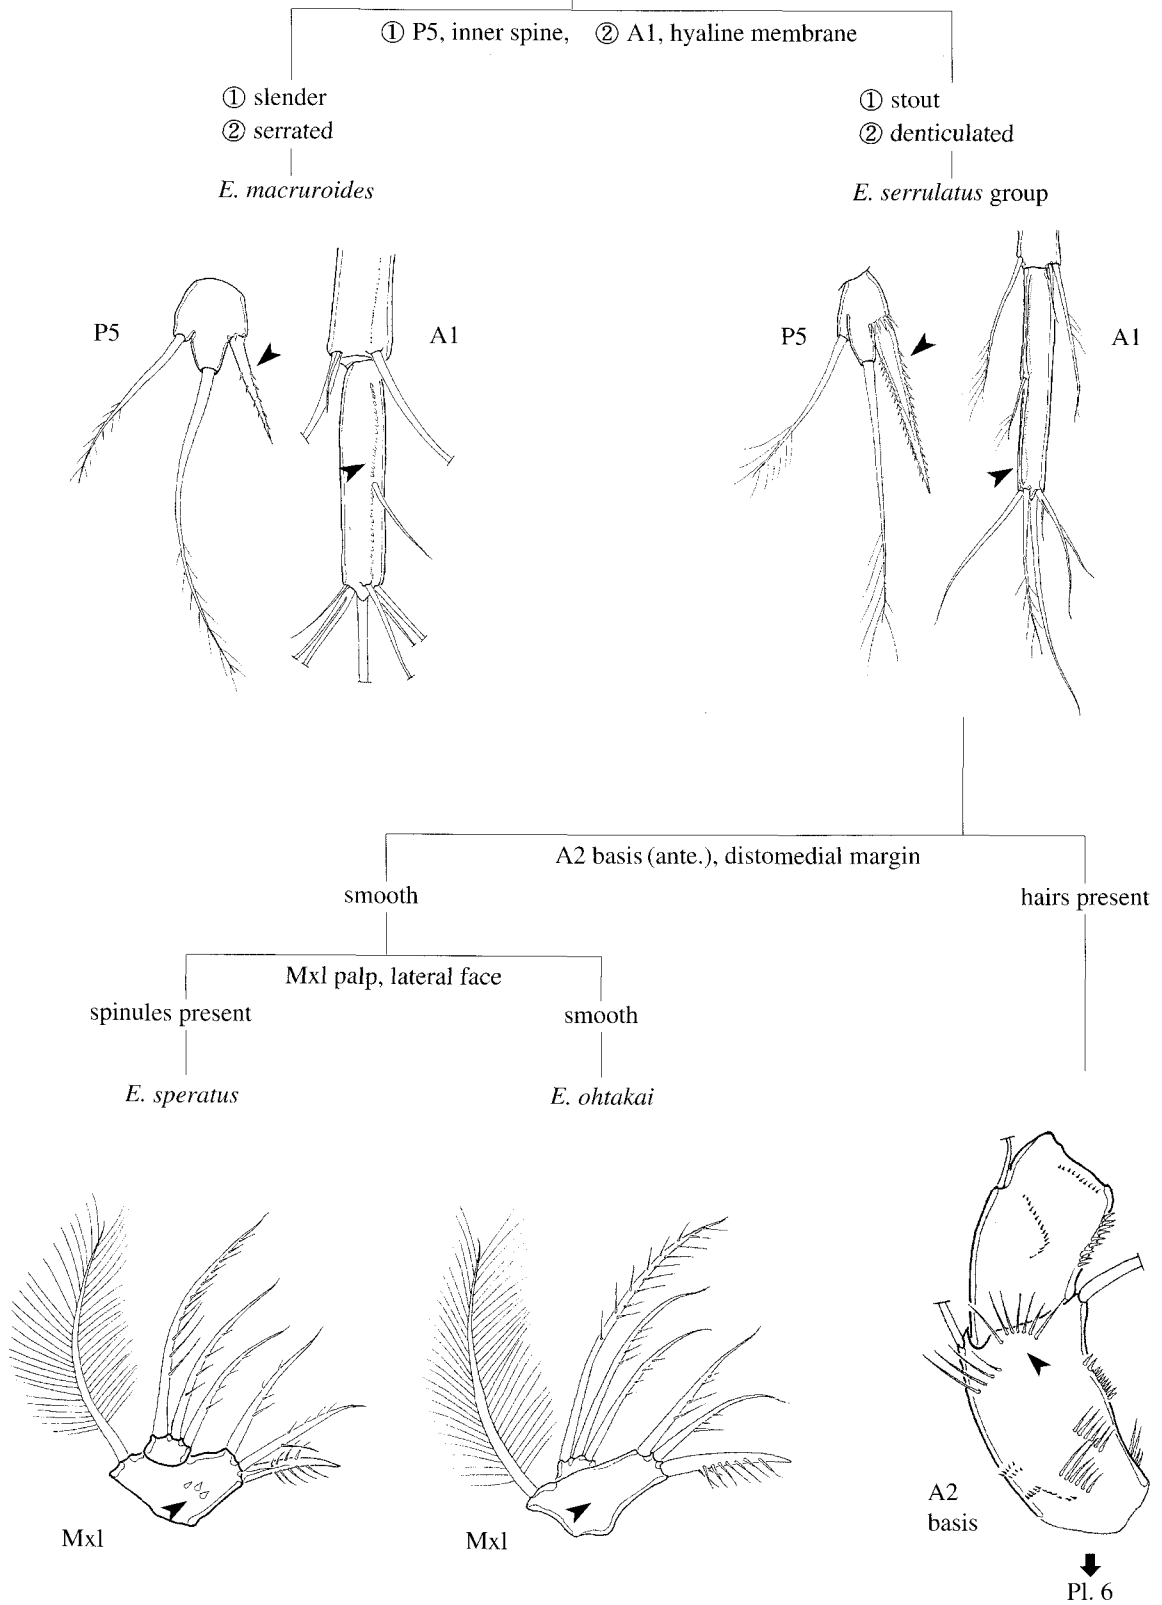 ① P5, inner spine, ② A1, hyaline membrane
① slender
② serrated
E. macruroides
① stout
② denticulated
E. serrulatus group
P5
A1
P5
A1
A2 basis (ante.), distomedial margin
smooth
hairs present
Mxl palp, lateral face
spinules present
smooth
E. speratus
E. ohtakai
Mxl
Mxl
A2
basis
Pl. 6